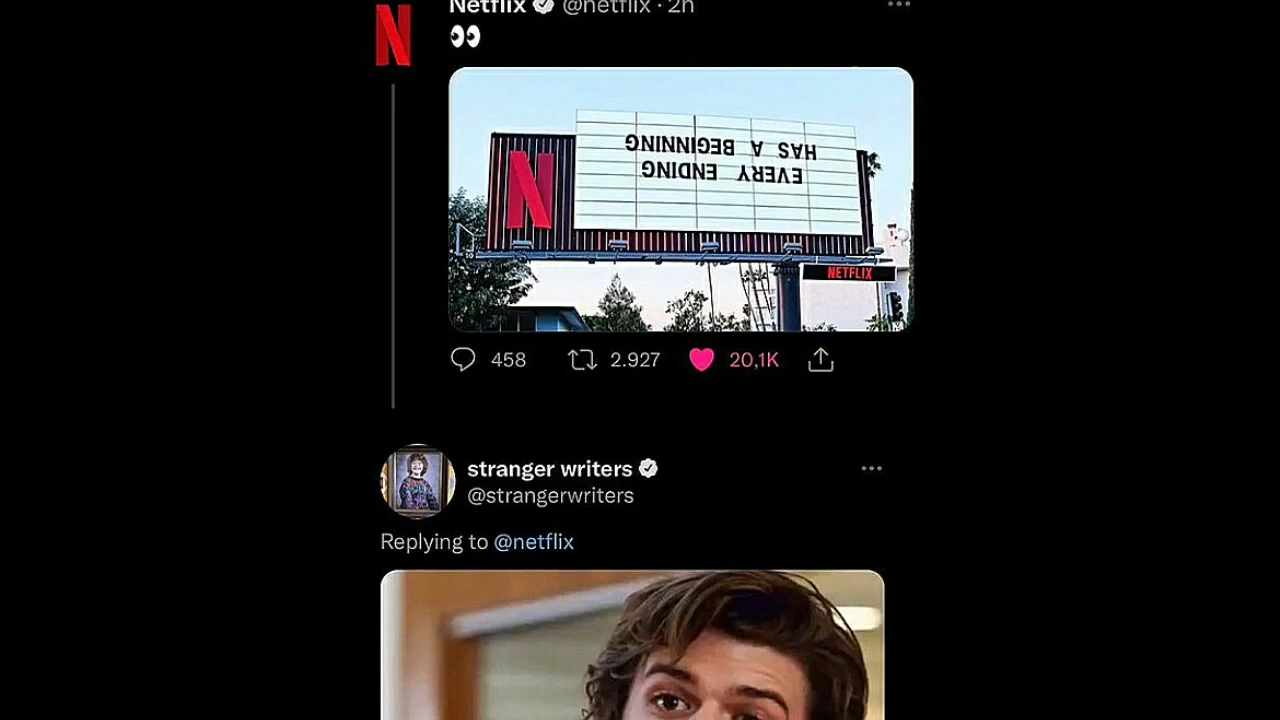 Netflix @netflix · 2h
EVERY ENDING
HAS A BEGINNING
NETFLIX
458 2.927 20,1K
stranger writers
@strangerwriters
Replying to @netflix